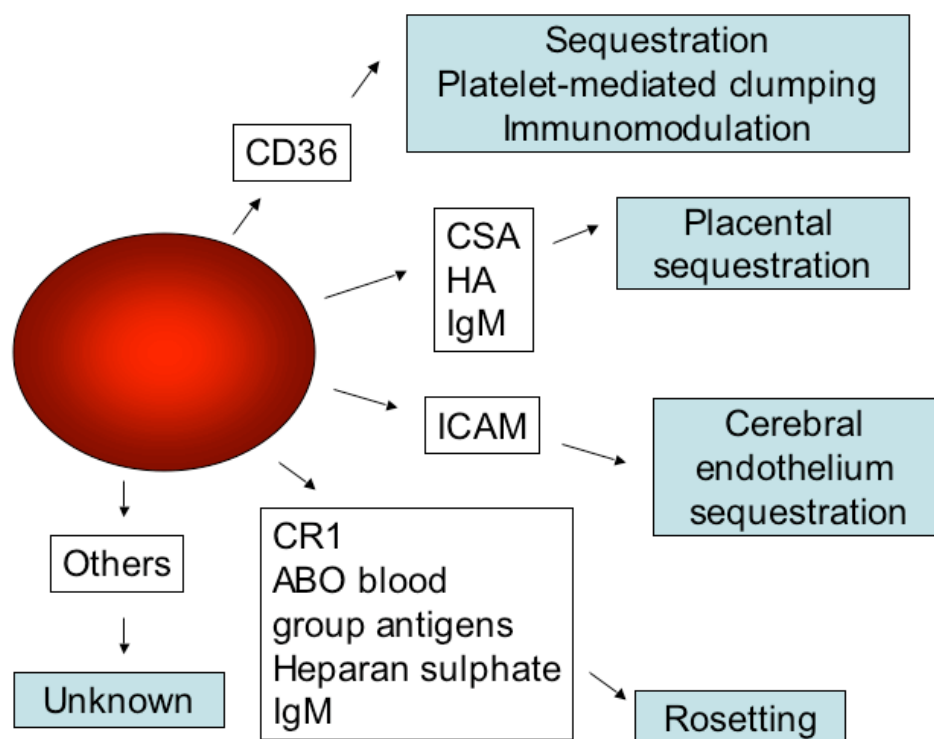 Sequestration
Platelet-mediated clumping
Immunomodulation
CD36
CSA
HA
IgM
Placental
sequestration
ICAM
Cerebral
endothelium
sequestration
CR1
ABO blood
group antigens
Heparan sulphate
IgM
Others
Unknown
Rosetting